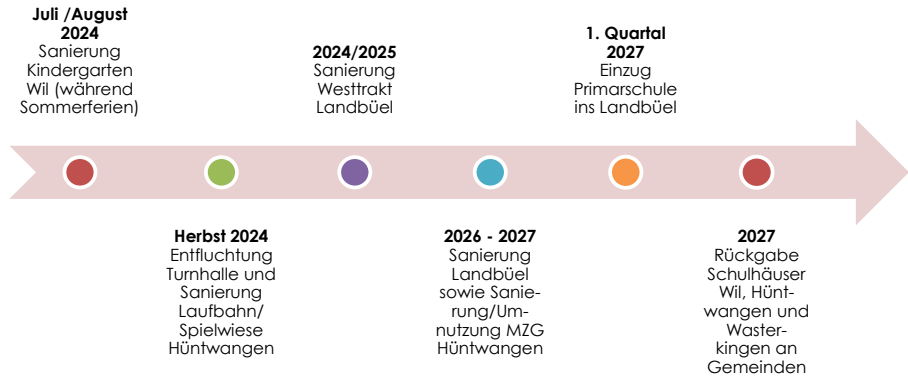 Juli /August
2024
Sanierung
Kindergarten
Wil (während
Sommerferien)
Herbst 2024
Entfluchtung
Turnhalle und
Sanierung
Laufbahn/
Spielwiese
Hüntwangen
2024/2025
Sanierung
Westtrakt
Landbüel
2026 - 2027
Sanierung
Landbüel
sowie Sanie-
rung/Um-
nutzung MZG
Hüntwangen
1. Quartal
2027
Einzug
Primarschule
ins Landbüel
2027
Rückgabe
Schulhäuser
Wil, Hünt-
wangen und
Waster-
kingen an
Gemeinden